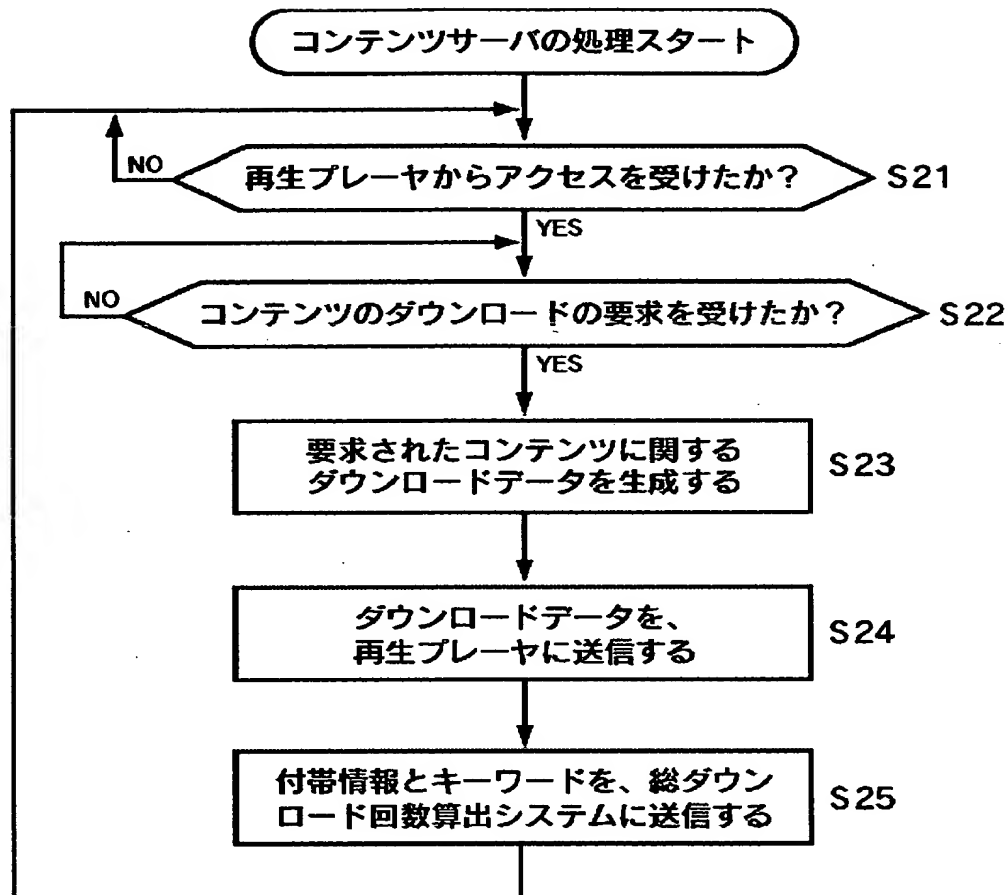 コンテンツサーバの処理スタート
NO
再生プレーヤからアクセスを受けたか?
S21
YES
NO
コンテンツのダウンロードの要求を受けたか?
S22
YES
要求されたコンテンツに関する
ダウンロードデータを生成する
S23
ダウンロードデータを、
再生プレーヤに送信する
S24
付帯情報とキーワードを、総ダウン
ロード回数算出システムに送信する
S25